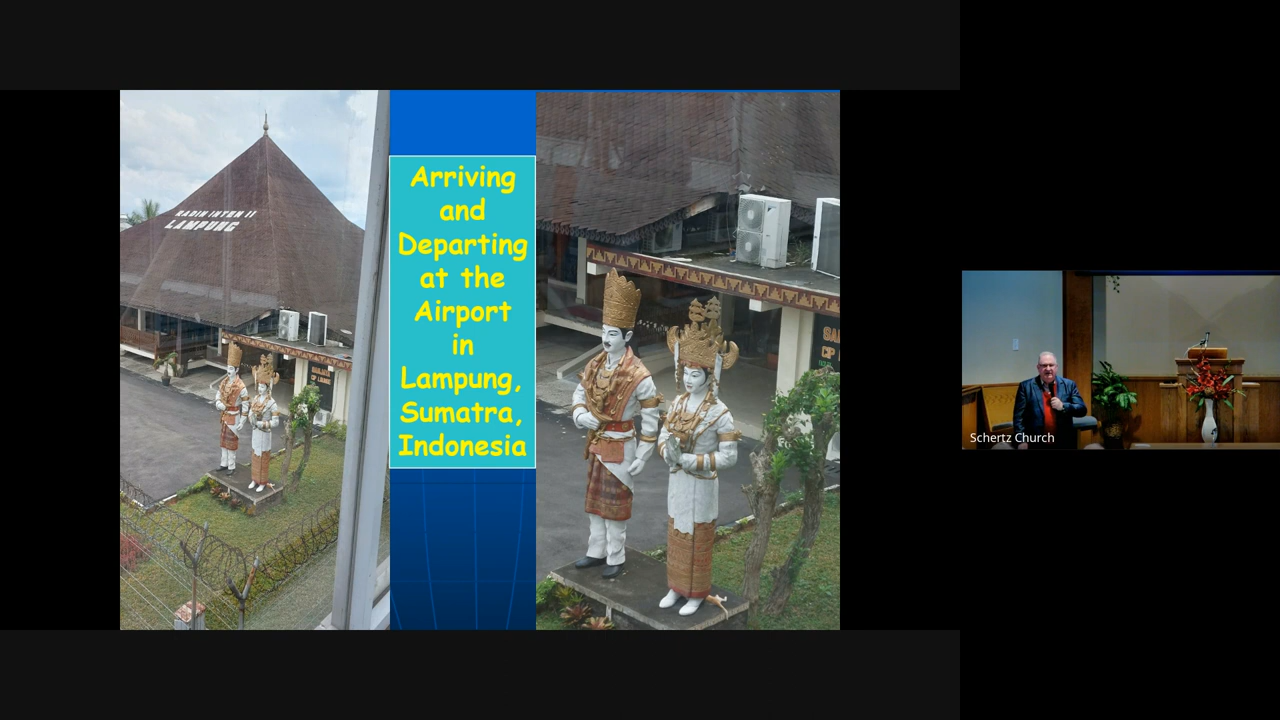 RADIN INTEN II
LAMPUNG
Arriving
and
Departing
at the
Airport
in
Lampung,
Sumatra,
Indonesia
Schertz Church